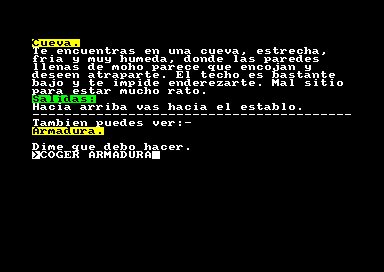 Cueva.
Te encuentras en una cueva, estrecha,
fria y muy humeda, donde las paredes
llenas de moho parece que encojan y
deseen atraparte. El techo es bastante
bajo y te impide enderezarte. Mal sitio
para estar mucho rato.
Salidas:
Hacia arriba vas hacia el establo.
----------------------------------------
Tambien puedes ver:-
Armadura.
Dime que debo hacer.
>COGER ARMADURA